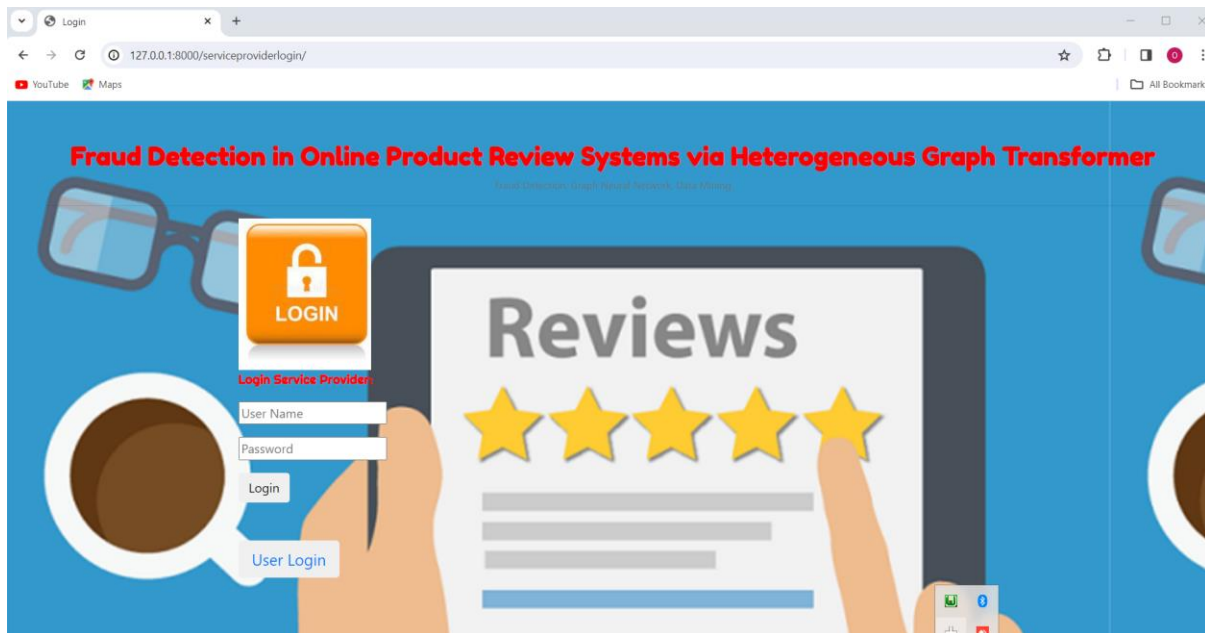 Login
127.0.0.1:8000/serviceproviderlogin/
YouTube Maps
All Bookmark
Fraud Detection in Online Product Review Systems via Heterogeneous Graph Transformer
Fraud Detection, Graph Neural Network, Data Mining
LOGIN
Login Service Provider:
User Name
Password
Login
User Login
Reviews